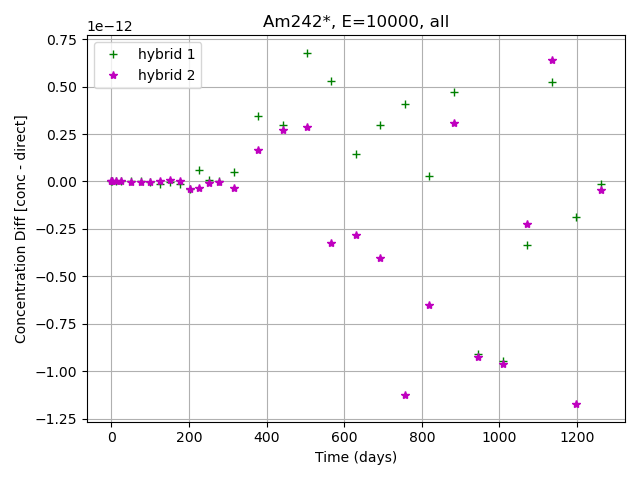 Am242*, E=10000, all
1e−12
hybrid 1
hybrid 2
0.75
0.50
0.25
0.00
−0.25
−0.50
−0.75
−1.00
−1.25
Concentration Diff [conc - direct]
0 200 400 600 800 1000 1200
Time (days)